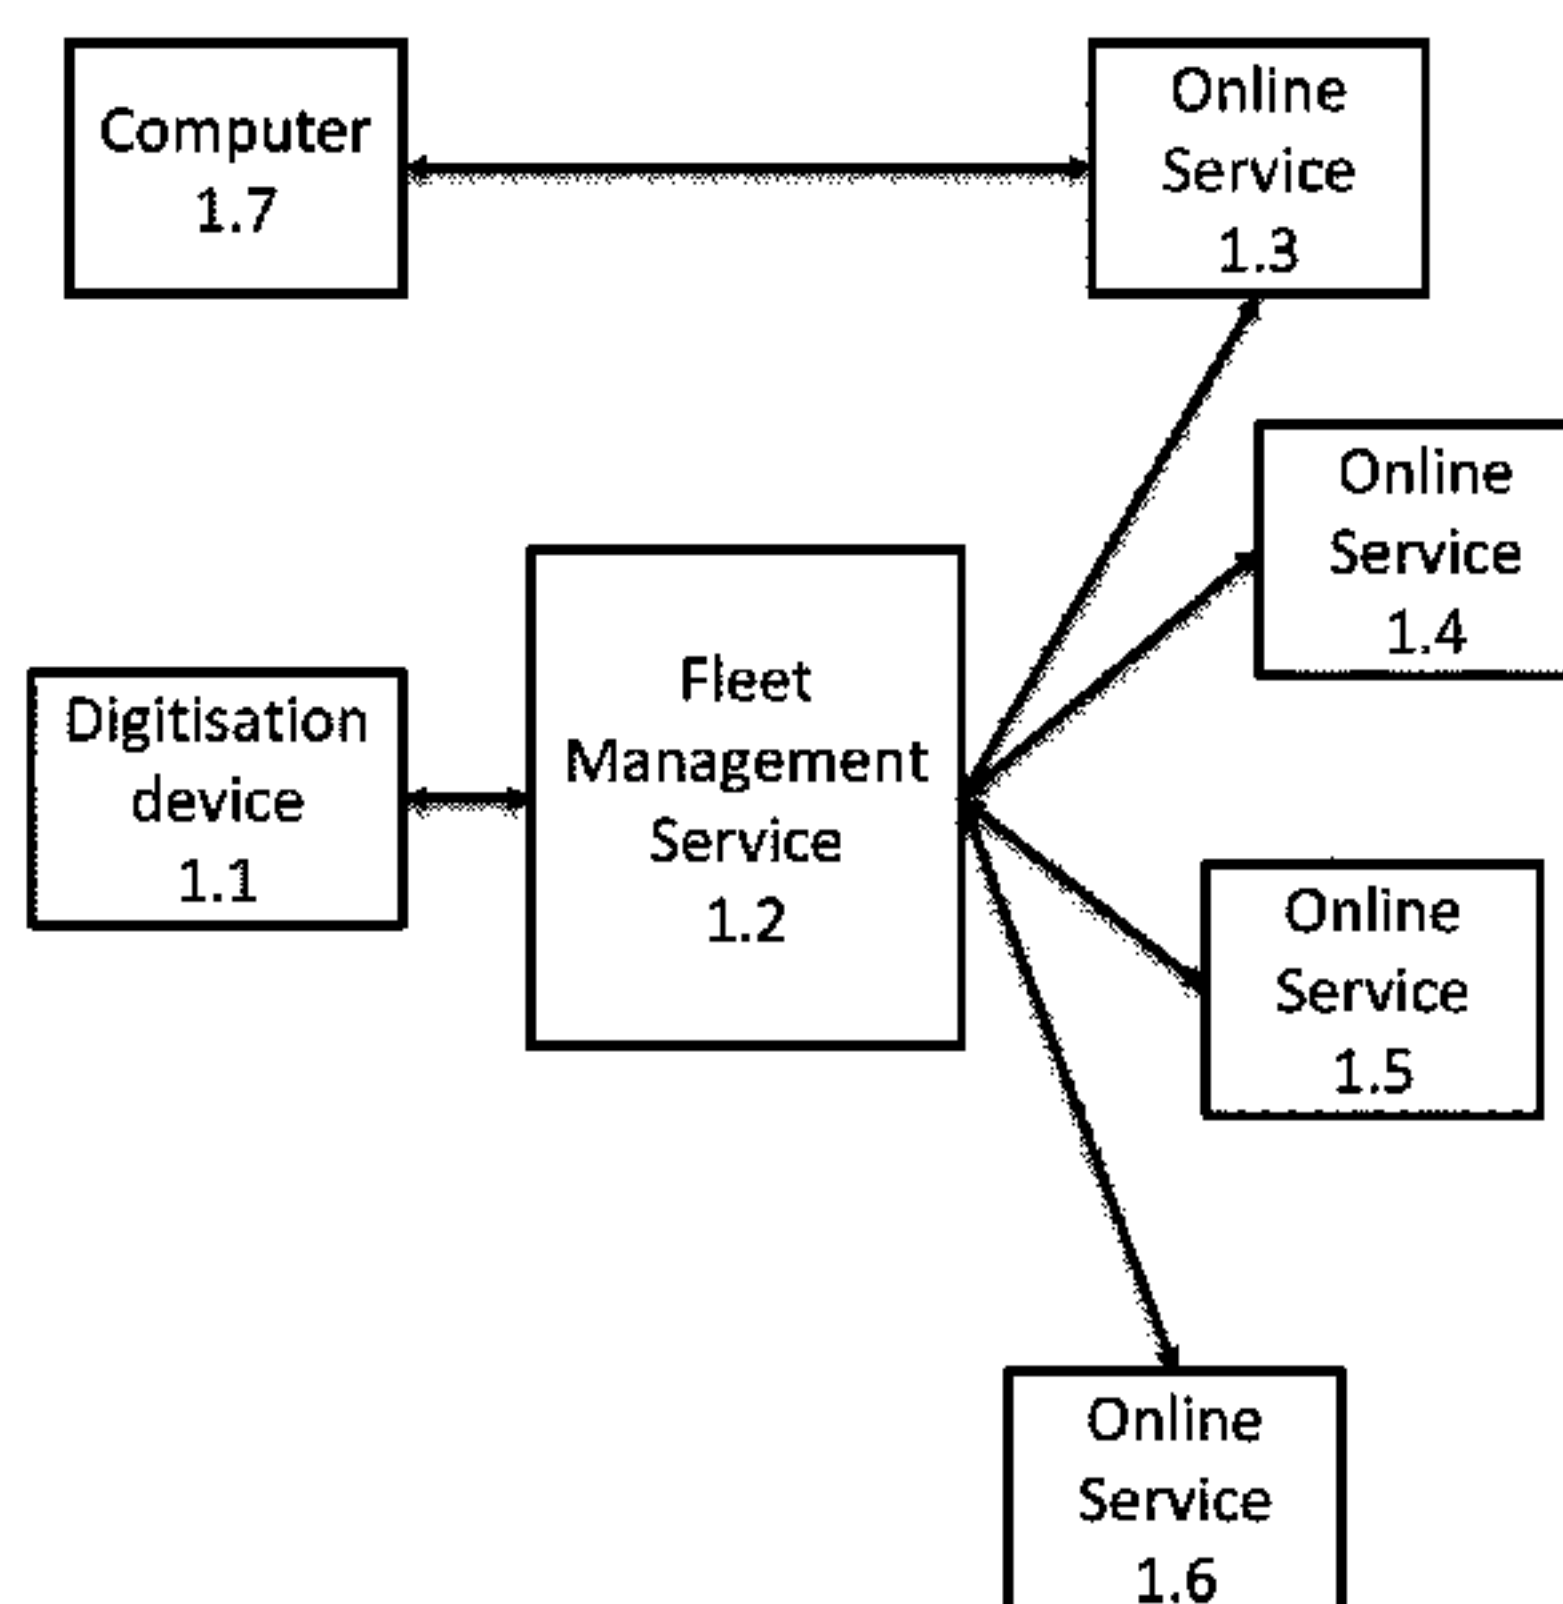 Computer
1.7
Online
Service
1.3
Online
Service
1.4
Digitisation
device
1.1
Fleet
Management
Service
1.2
Online
Service
1.5
Online
Service
1.6